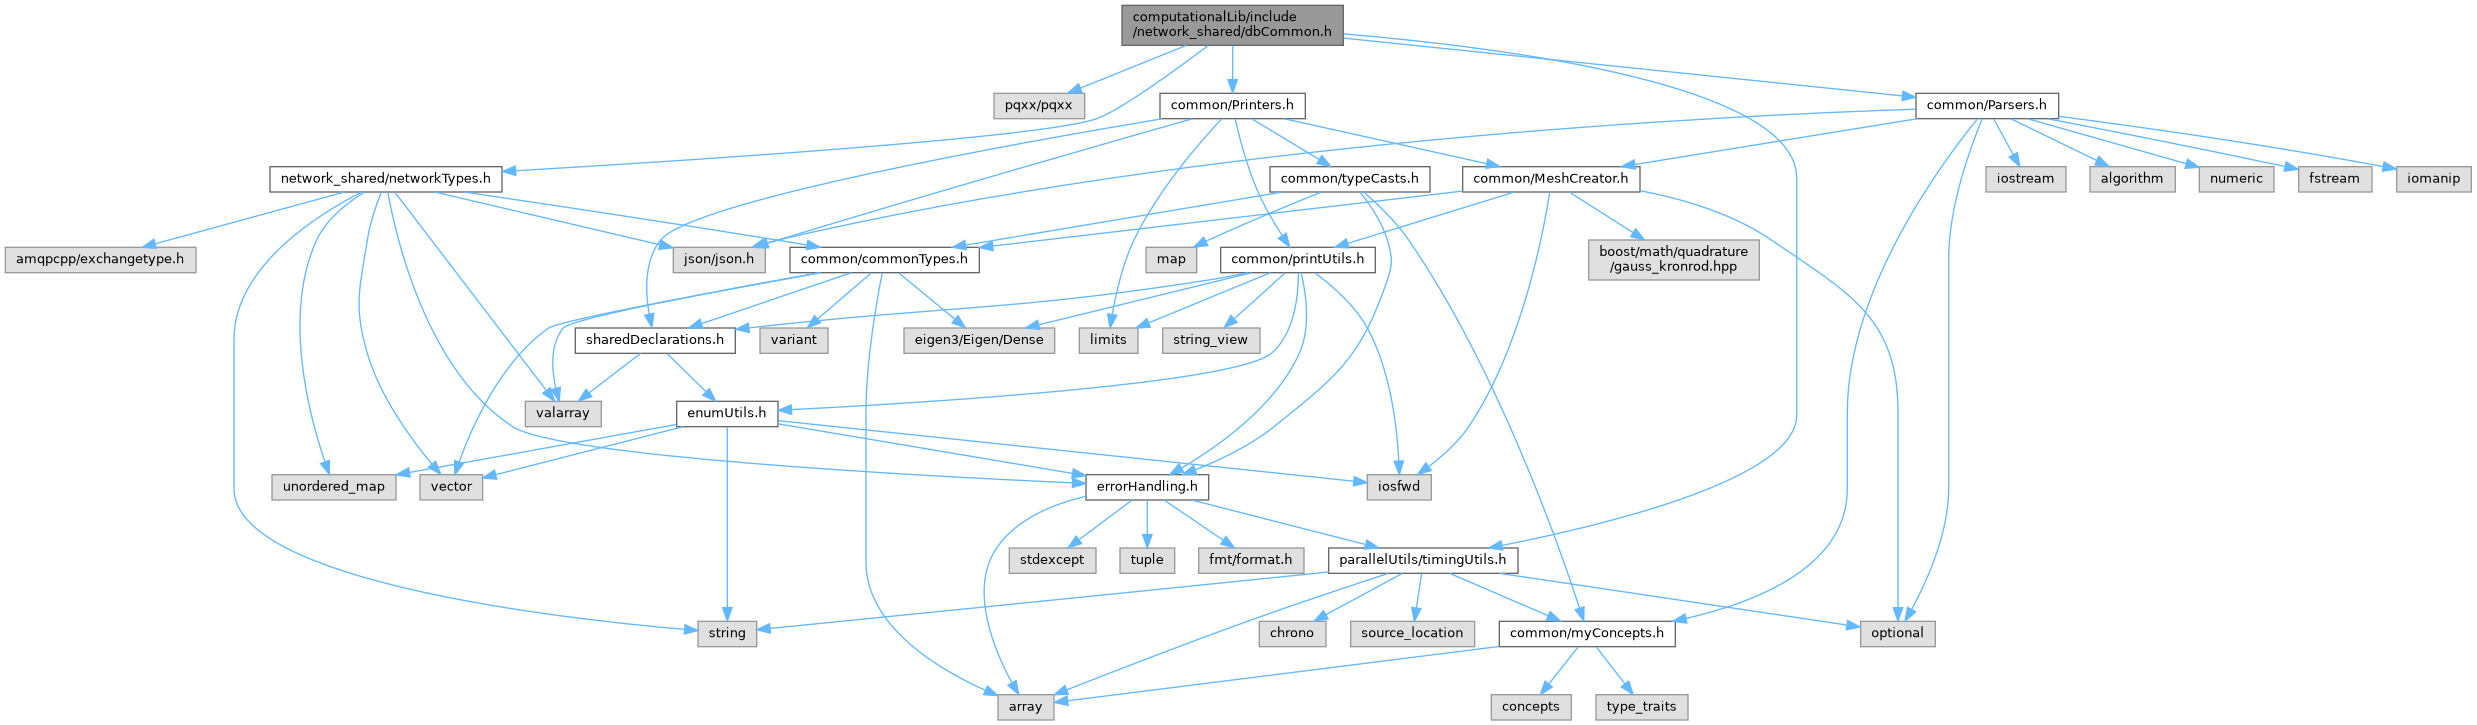 computationalLib/include
/network_shared/dbCommon.h
pqxx/pqxx
common/Printers.h
common/Parsers.h
network_shared/networkTypes.h
common/typeCasts.h
common/MeshCreator.h
iostream
algorithm
numeric
fstream
iomanip
amqpcpp/exchangetype.h
json/json.h
common/commonTypes.h
map
common/printUtils.h
boost/math/quadrature
/gauss_kronrod.hpp
sharedDeclarations.h
variant
eigen3/Eigen/Dense
limits
string_view
valarray
enumUtils.h
unordered_map
vector
errorHandling.h
iosfwd
stdexcept
tuple
fmt/format.h
parallelUtils/timingUtils.h
string
chrono
source_location
common/myConcepts.h
optional
array
concepts
type_traits